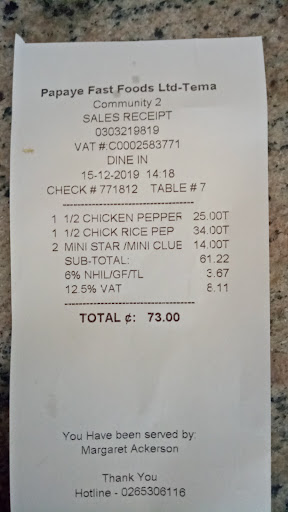 Papaye Fast Foods Ltd-Tema
Community 2
SALES RECEIPT
0303219819
VAT #:C0002583771
DINE IN
15-12-2019 14:18
CHECK # 771812 TABLE # 7
1 1/2 CHICKEN PEPPER 25.00T
1 1/2 CHICK RICE PEP 34.00T
2 MINI STAR /MINI CLUE 14.00T
SUB-TOTAL: 61.22
6% NHIL/GF/TL 3.67
12.5% VAT 8.11
TOTAL ¢: 73.00
You Have been served by:
Margaret Ackerson
Thank You
Hotline - 0265306116